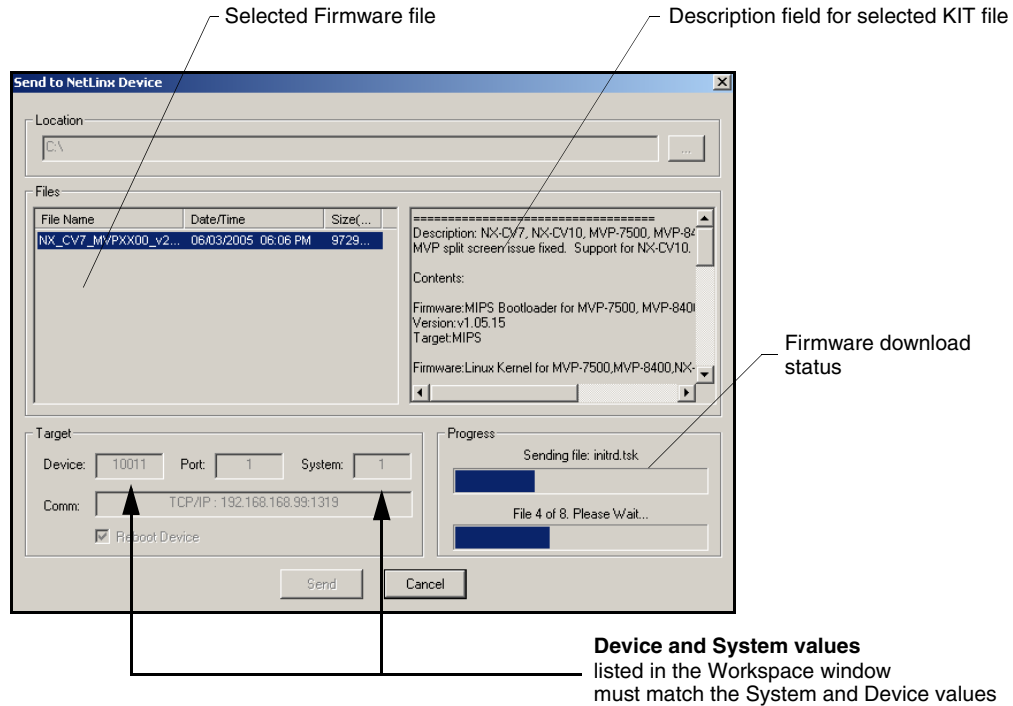 Selected Firmware file
Description field for selected KIT file
Send to NetLinx Device
Location
C:\
...
Files
File Name Date/Time Size(...
NX_CV7_MVPXX00_v2... 06/03/2005 06:06 PM 9729...
===================================
Description: NX-CV7, NX-CV10, MVP-7500, MVP-84
MVP split screen issue fixed. Support for NX-CV10.
Contents:
Firmware:MIPS Bootloader for MVP-7500, MVP-840
Version:v1.05.15
Target:MIPS
Firmware:Linux Kernel for MVP-7500,MVP-8400,NX-
Firmware download
status
Target
Device: 10011 Port: 1 System: 1
Comm: TCP/IP : 192.168.168.99:1319
Reboot Device
Progress
Sending file: initrd.tsk
File 4 of 8. Please Wait...
Send
Cancel
Device and System values
listed in the Workspace window
must match the System and Device values